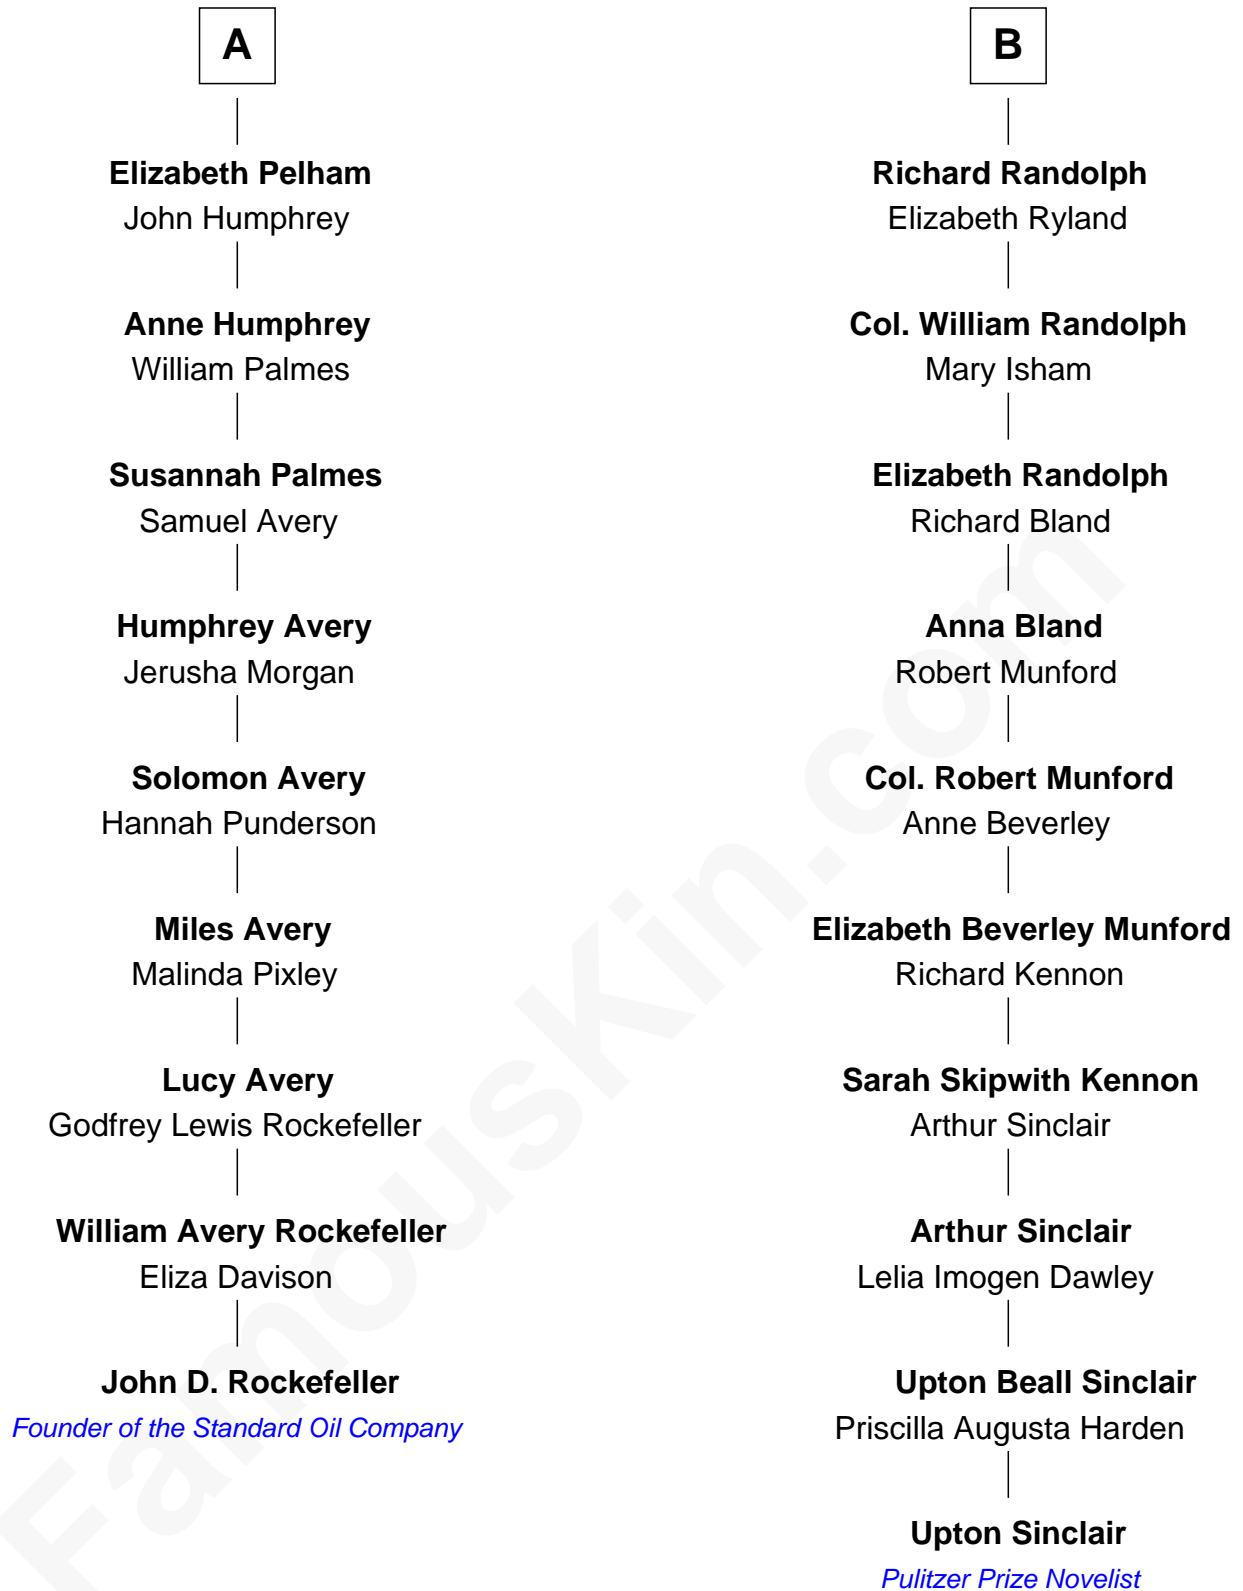 A
Elizabeth Pelham
John Humphrey
Anne Humphrey
William Palmes
Susannah Palmes
Samuel Avery
Humphrey Avery
Jerusha Morgan
Solomon Avery
Hannah Punderson
Miles Avery
Malinda Pixley
Lucy Avery
Godfrey Lewis Rockefeller
William Avery Rockefeller
Eliza Davison
John D. Rockefeller
Founder of the Standard Oil Company
B
Richard Randolph
Elizabeth Ryland
Col. William Randolph
Mary Isham
Elizabeth Randolph
Richard Bland
Anna Bland
Robert Munford
Col. Robert Munford
Anne Beverley
Elizabeth Beverley Munford
Richard Kennon
Sarah Skipwith Kennon
Arthur Sinclair
Arthur Sinclair
Lelia Imogen Dawley
Upton Beall Sinclair
Priscilla Augusta Harden
Upton Sinclair
Pulitzer Prize Novelist
FamousKin.com